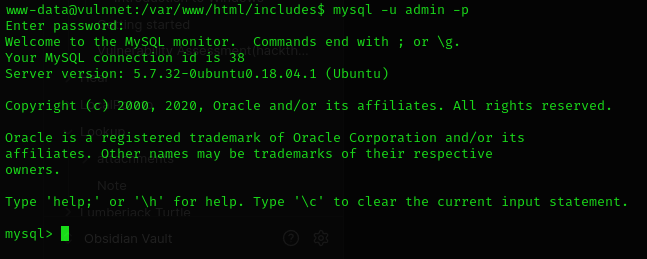 www-data@vulnnet:/var/www/html/includes$ mysql -u admin -p
Enter password:
Welcome to the MySQL monitor.  Commands end with ; or \g.
Your MySQL connection id is 38
Server version: 5.7.32-0ubuntu0.18.04.1 (Ubuntu)
Copyright (c) 2000, 2020, Oracle and/or its affiliates. All rights reserved.
Oracle is a registered trademark of Oracle Corporation and/or its
affiliates. Other names may be trademarks of their respective
owners.
Note
Type 'help;' or '\h' for help. Type '\c' to clear the current input statement.
Lumberjack Turtle
mysql>
Obsidian Vault